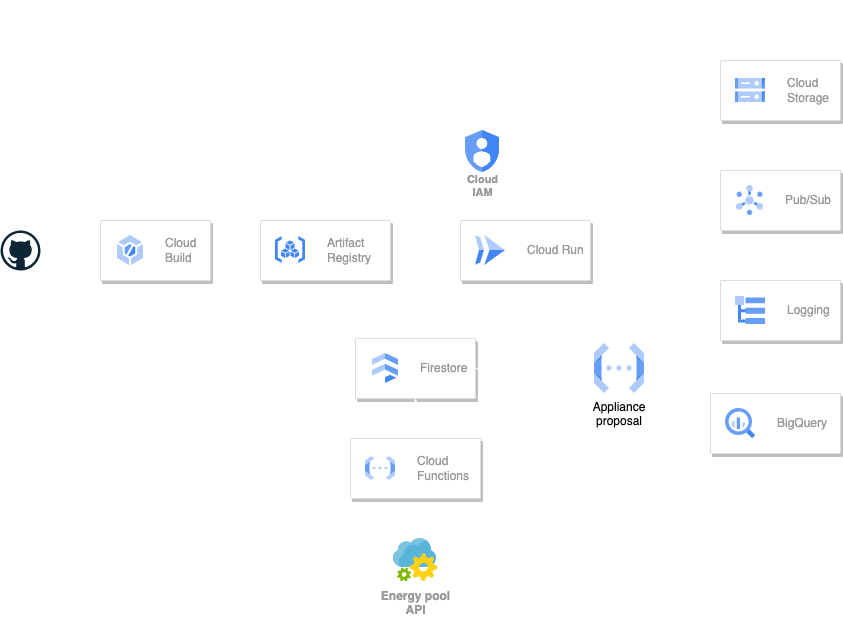 Cloud
Storage
Cloud
IAM
Pub/Sub
Cloud
Build
Artifact
Registry
Cloud Run
Logging
Firestore
Appliance
proposal
BigQuery
Cloud
Functions
Energy pool
API